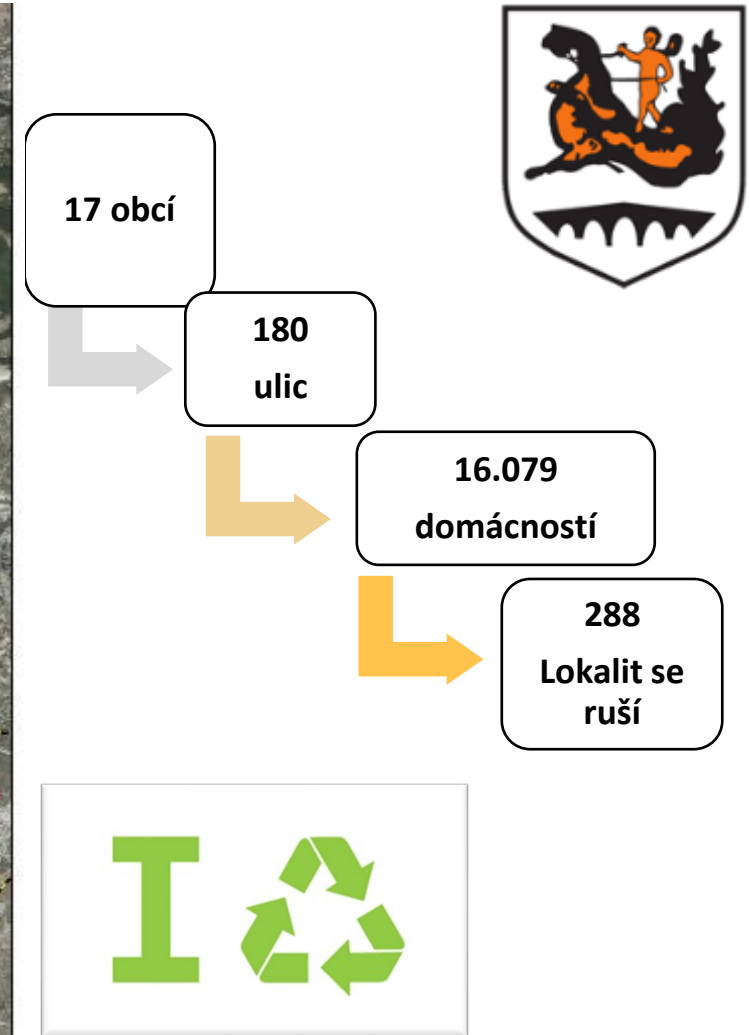 17 obcí
180
ulic
16.079
domácností
288
Lokalit se
ruší
I